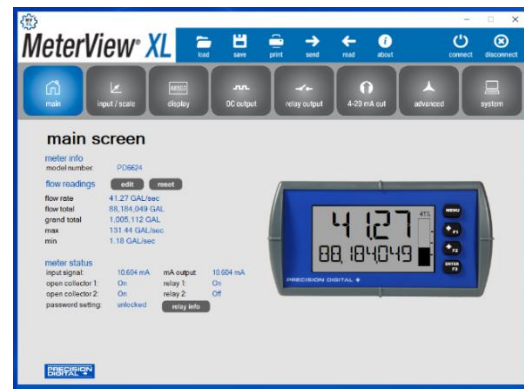 MeterView® XL
load save print send read about connect disconnect
main input / scale display OC output relay output 4-20 mA out advanced system
main screen
meter info
model number: PD6624
flow readings edit reset
flow rate 41.27 GAL/sec
flow total 88,184,049 GAL
grand total 1,005,112 GAL
max 131.44 GAL/sec
min 1.18 GAL/sec
meter status
input signal: 10.604 mA mA output: 10.604 mA
open collector 1: On relay 1: On
open collector 2: On relay 2: Off
password setting: unlocked relay info
41.27
88,184,049
41%
MENU
F1
F2
ENTER
F3
PRECISION DIGITAL
PRECISION
DIGITAL